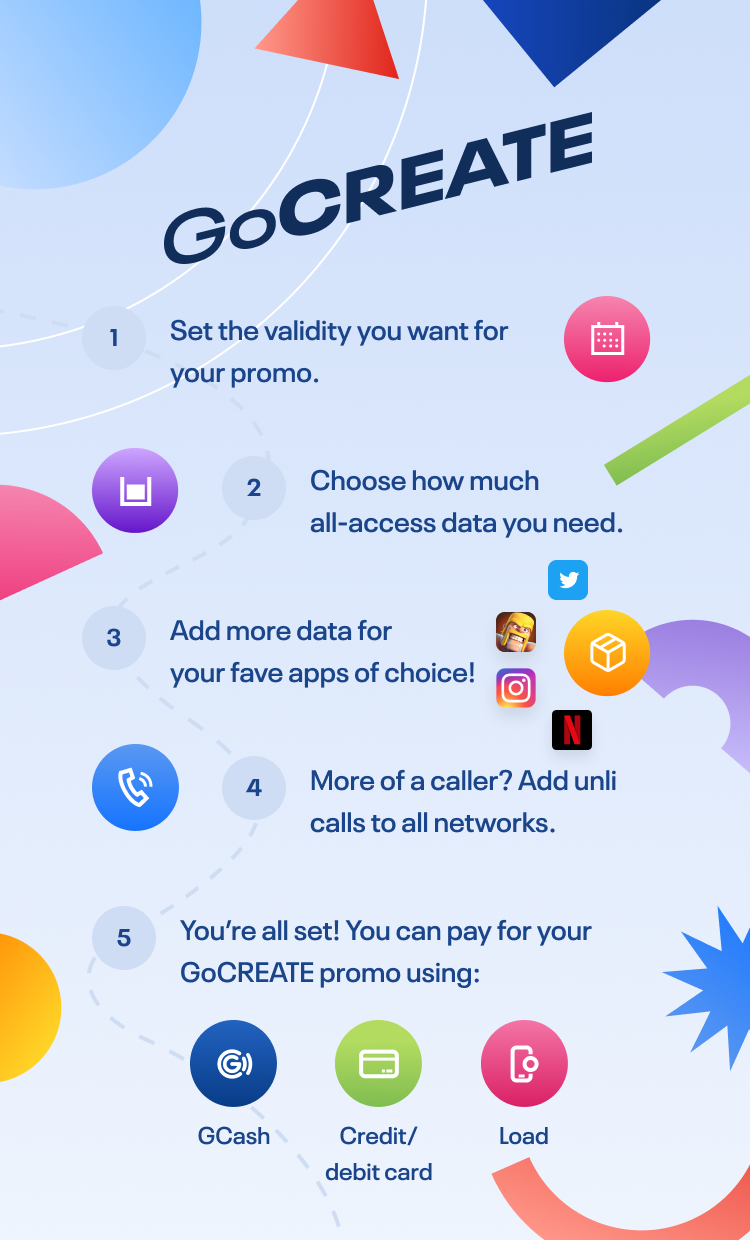 GoCREATE
1
Set the validity you want for
your promo.
2
Choose how much
all-access data you need.
3
Add more data for
your fave apps of choice!
N
4
More of a caller? Add unli
calls to all networks.
5
You’re all set! You can pay for your
GoCREATE promo using:
GCash
Credit/
debit card
Load